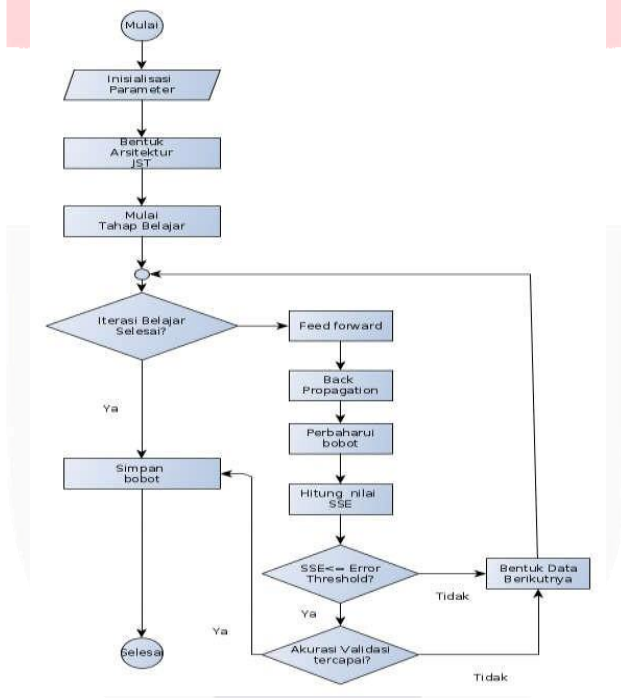 Mulai
Inisialisasi
Parameter
Bentuk
Arsitektur
JST
Mulai
Tahap Belajar
Iterasi Belajar
Selesai?
Feed forward
Back
Propagation
Ya
Perbaharui
bobot
Simpan
bobot
Hitung nilai
SSE
SSE<= Error
Threshold?
Bentuk Data
Berikutnya
Tidak
Ya
Ya
Selesai
Akurasi Validasi
tercapai?
Tidak